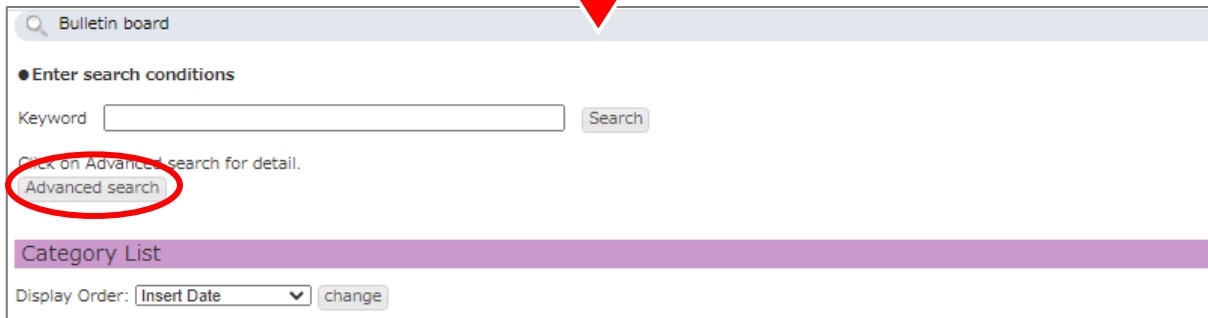 Bulletin board
●Enter search conditions
Keyword Search
Click on Advanced search for detail.
Advanced search
Category List
Display Order: Insert Date change